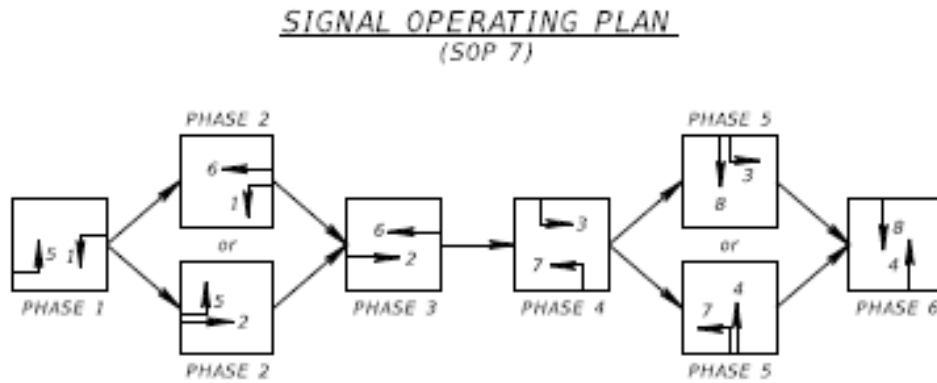 SIGNAL OPERATING PLAN
(SOP 7)
PHASE 2
PHASE 5
6
1
3
8
or
or
5
1
6
2
3
7
8
4
5
2
4
7
PHASE 1
PHASE 3
PHASE 4
PHASE 6
PHASE 2
PHASE 5